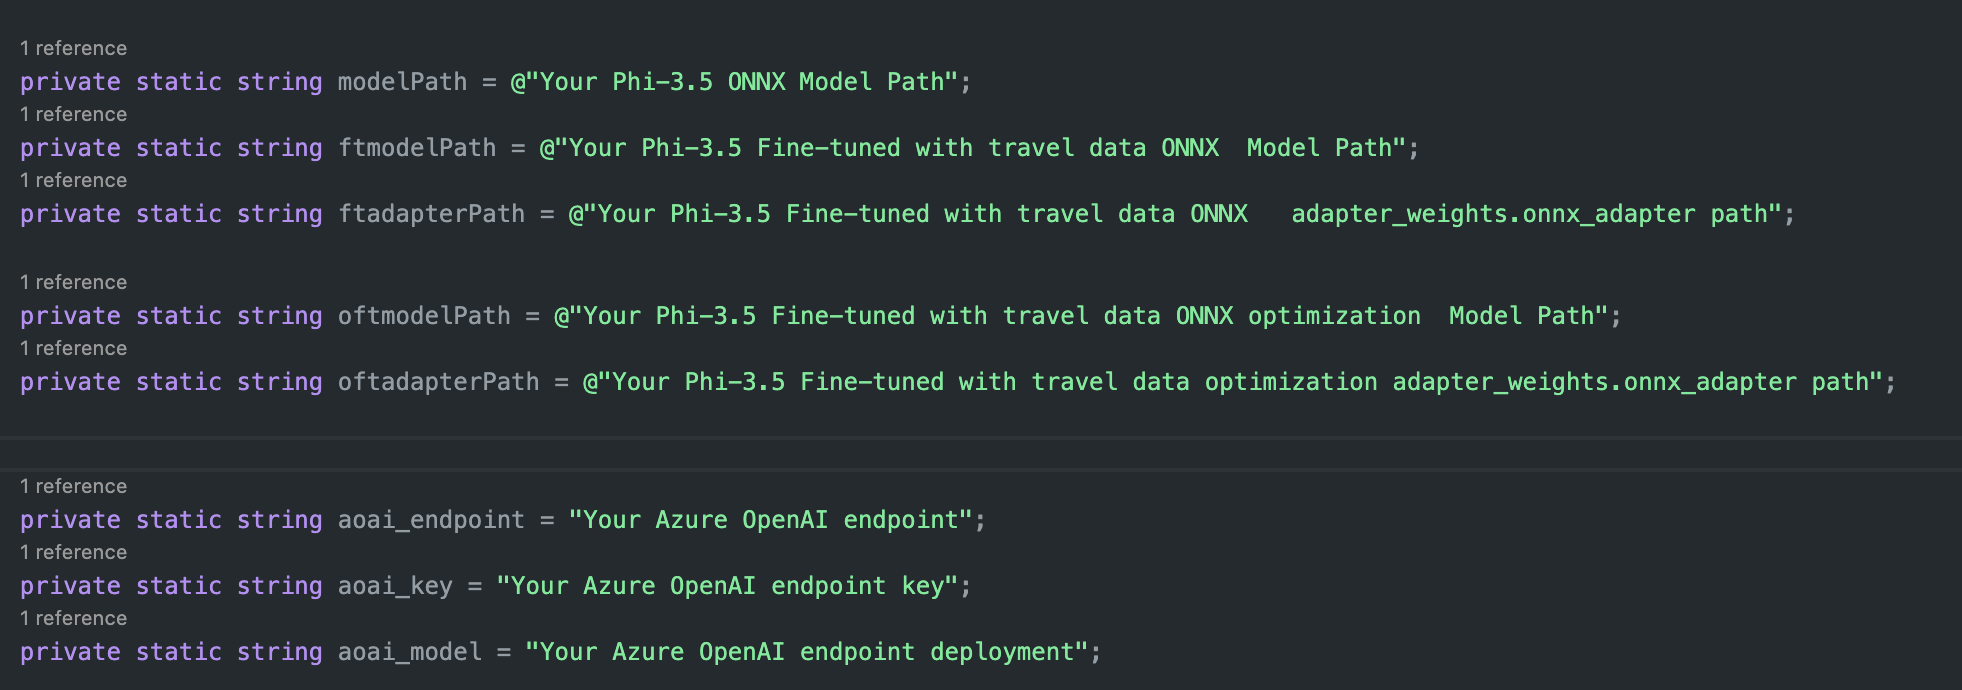 1 reference
private static string modelPath = @"Your Phi-3.5 ONNX Model Path";
1 reference
private static string ftmodelPath = @"Your Phi-3.5 Fine-tuned with travel data ONNX  Model Path";
1 reference
private static string ftadapterPath = @"Your Phi-3.5 Fine-tuned with travel data ONNX   adapter_weights.onnx_adapter path";
1 reference
private static string oftmodelPath = @"Your Phi-3.5 Fine-tuned with travel data ONNX optimization  Model Path";
1 reference
private static string oftadapterPath = @"Your Phi-3.5 Fine-tuned with travel data optimization adapter_weights.onnx_adapter path";
1 reference
private static string aoai_endpoint = "Your Azure OpenAI endpoint";
1 reference
private static string aoai_key = "Your Azure OpenAI endpoint key";
1 reference
private static string aoai_model = "Your Azure OpenAI endpoint deployment";